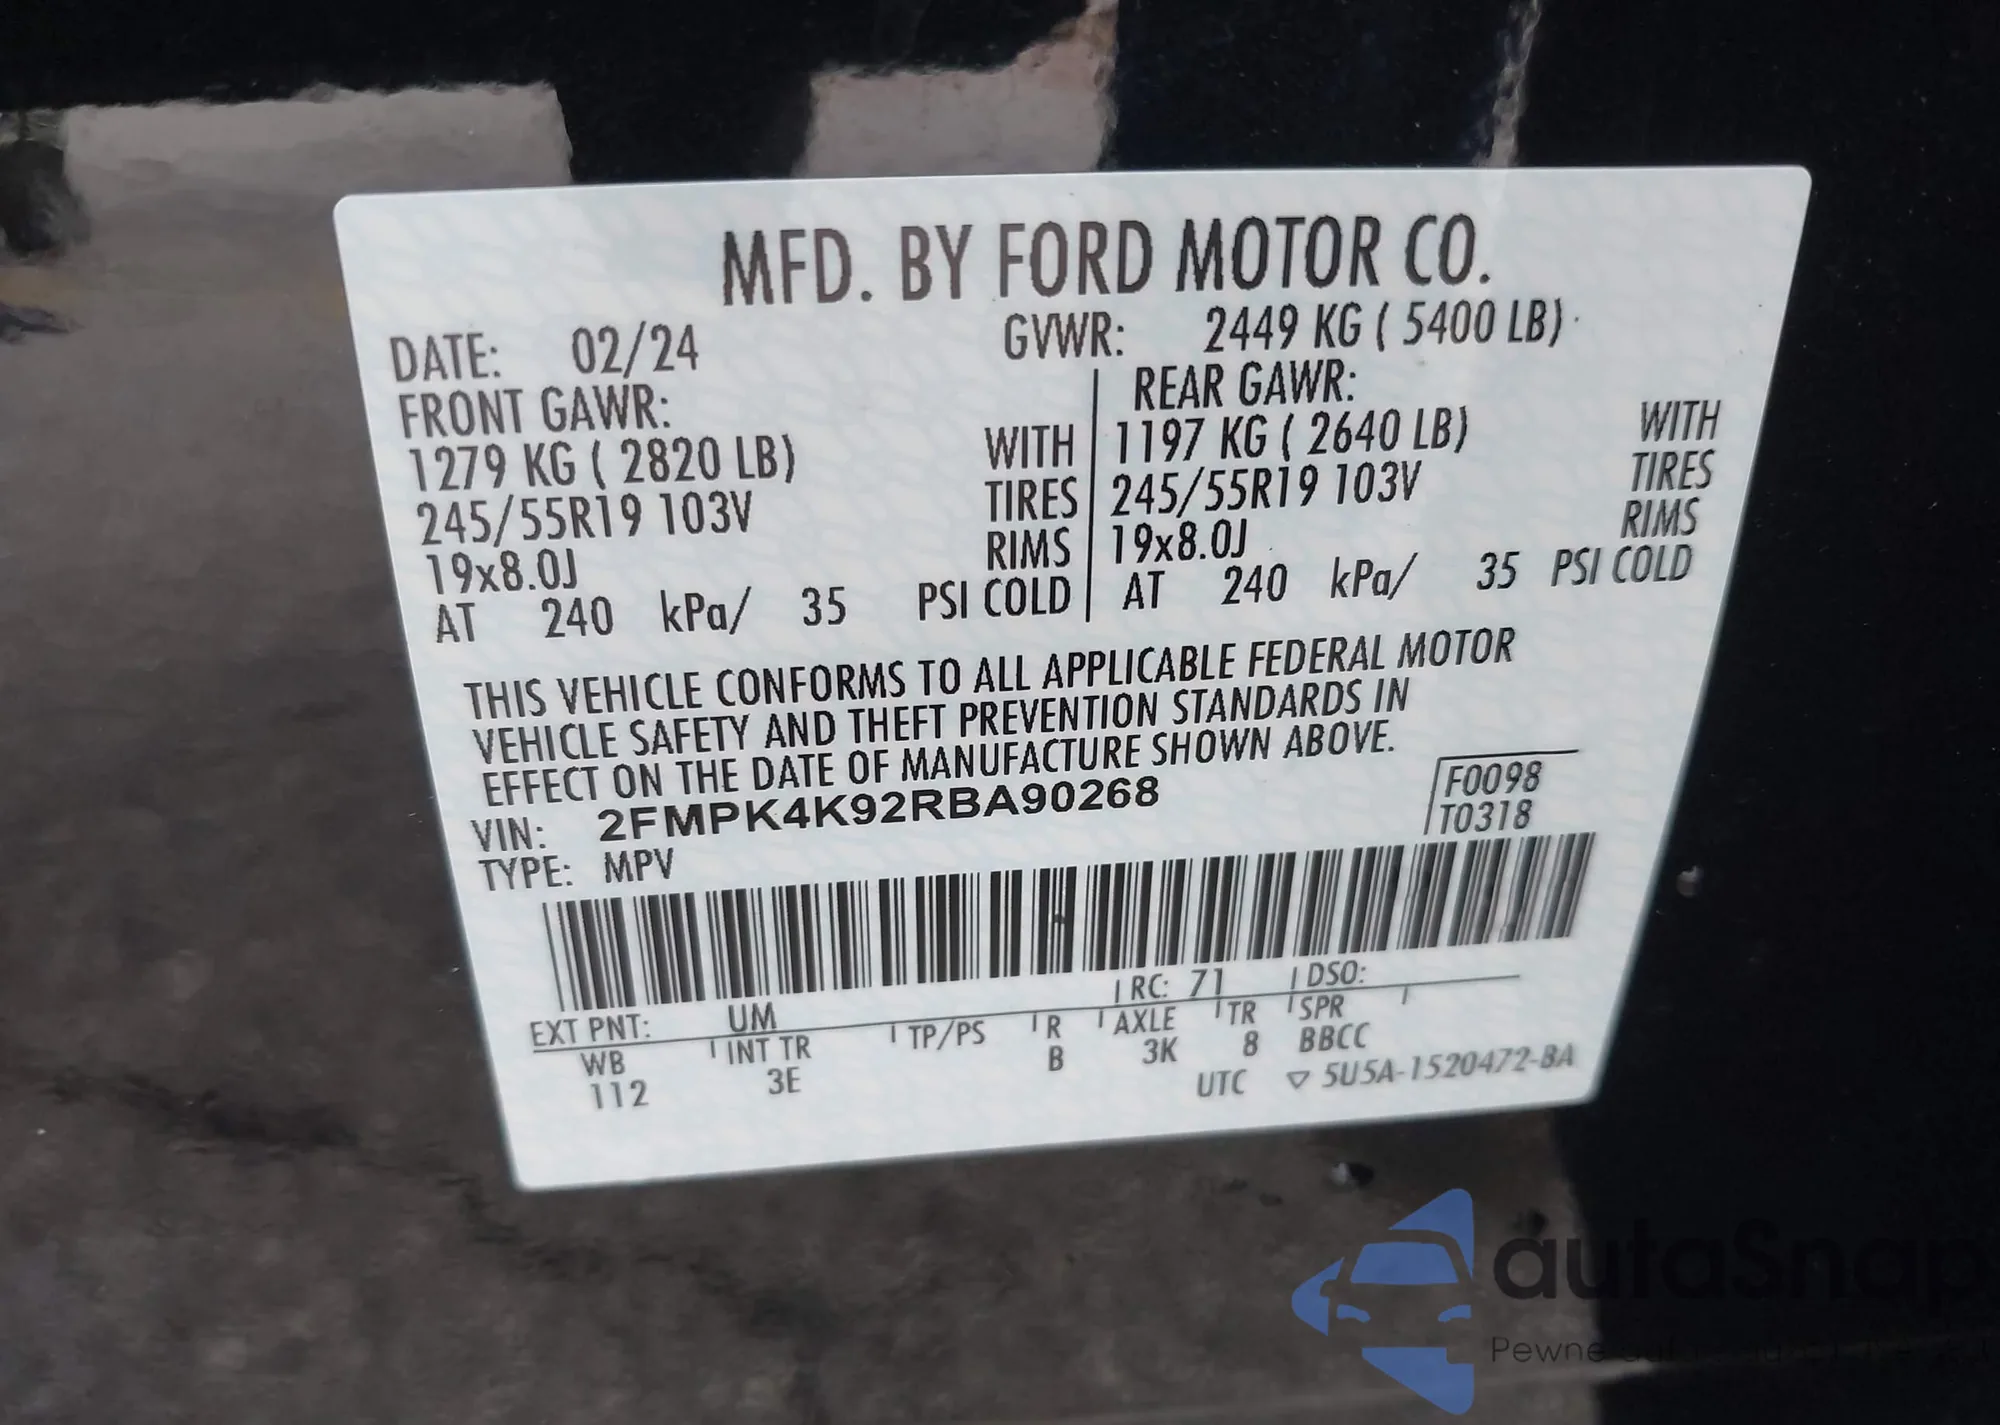 MFD. BY FORD MOTOR CO.
DATE: 02/24 GVWR: 2449 KG ( 5400 LB)
FRONT GAWR: REAR GAWR:
1279 KG ( 2820 LB) WITH 1197 KG ( 2640 LB) WITH
245/55R19 103V TIRES 245/55R19 103V TIRES
19x8.0J RIMS 19x8.0J RIMS
AT 240 kPa/ 35 PSI COLD AT 240 kPa/ 35 PSI COLD
THIS VEHICLE CONFORMS TO ALL APPLICABLE FEDERAL MOTOR
VEHICLE SAFETY AND THEFT PREVENTION STANDARDS IN
EFFECT ON THE DATE OF MANUFACTURE SHOWN ABOVE.
VIN: 2FMPK4K92RBA90268 F0098
TYPE: MPV T0318
EXT PNT: UM RC: 71 DSO:
WB INT TR TP/PS R AXLE TR SPR
112 3E B 3K 8 BBCC
UTC ▽ 5U5A-1520472-BA
autaSnap
Pewne